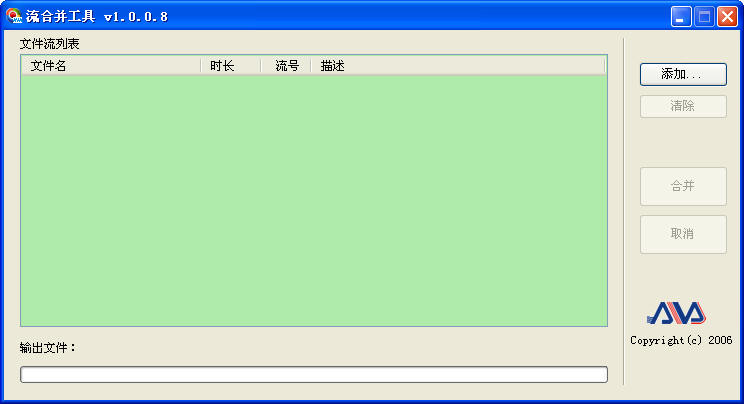 流合并工具 v1.0.0.8
文件流列表
文件名 时长 流号 描述
添加...
清除
合并
取消
AVA
Copyright(c) 2006
输出文件：